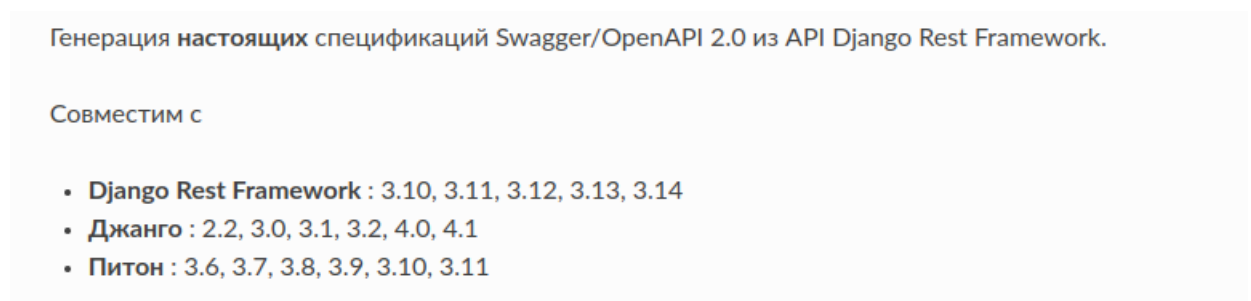 Генерация настоящих спецификаций Swagger/OpenAPI 2.0 из API Django Rest Framework.
Совместим с
• Django Rest Framework : 3.10, 3.11, 3.12, 3.13, 3.14
• Джанго : 2.2, 3.0, 3.1, 3.2, 4.0, 4.1
• Питон : 3.6, 3.7, 3.8, 3.9, 3.10, 3.11